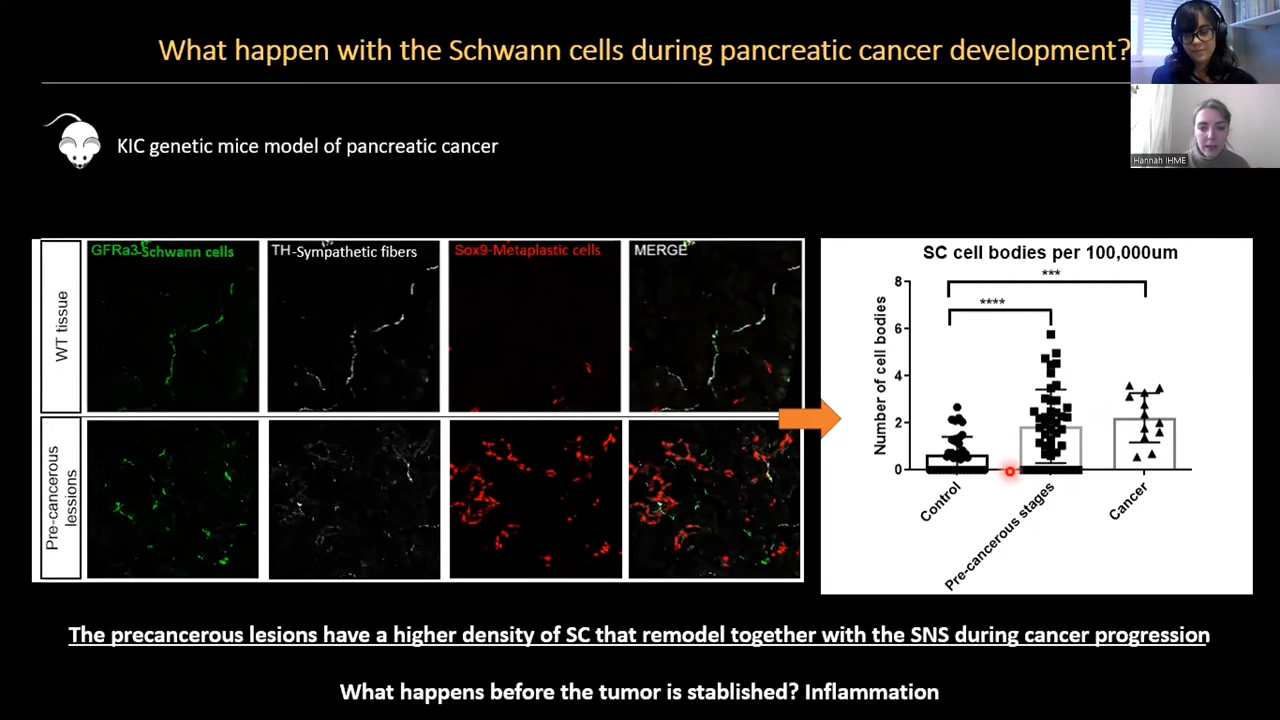 What happen with the Schwann cells during pancreatic cancer development?
Hannah IHME
KIC genetic mice model of pancreatic cancer
GFRa3-Schwann cells
TH-Sympathetic fibers
Sox9-Metaplastic cells
MERGE
WT tissue
Pre-cancerous
lessions
SC cell bodies per 100,000um
***
****
Number of cell bodies
8
6
4
2
0
Control
Pre-cancerous stages
Cancer
The precancerous lesions have a higher density of SC that remodel together with the SNS during cancer progression
What happens before the tumor is stablished? Inflammation